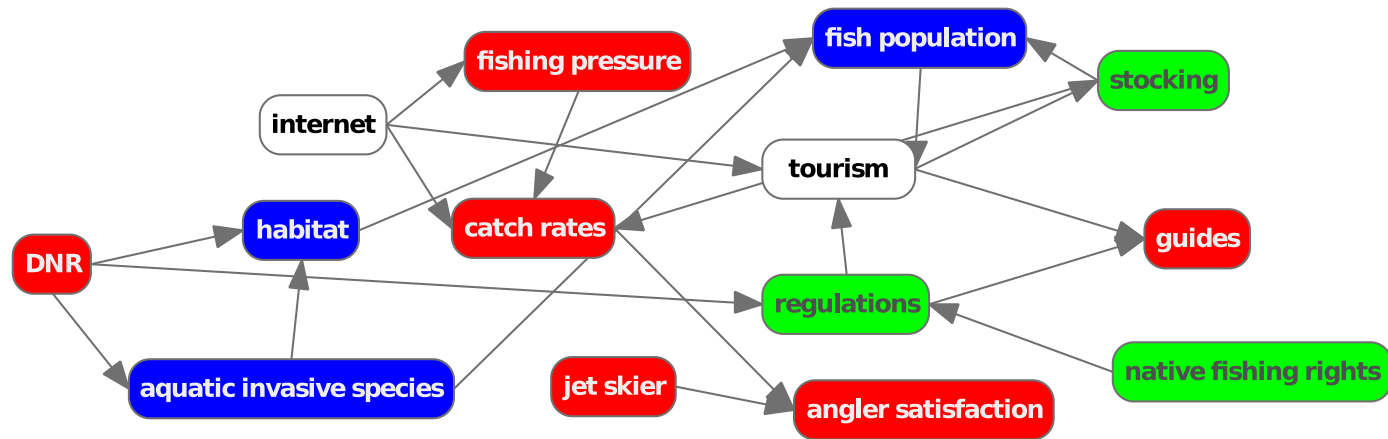 fish population
fishing pressure
stocking
internet
tourism
catch rates
habitat
guides
DNR
regulations
native fishing rights
aquatic invasive species
jet skier
angler satisfaction